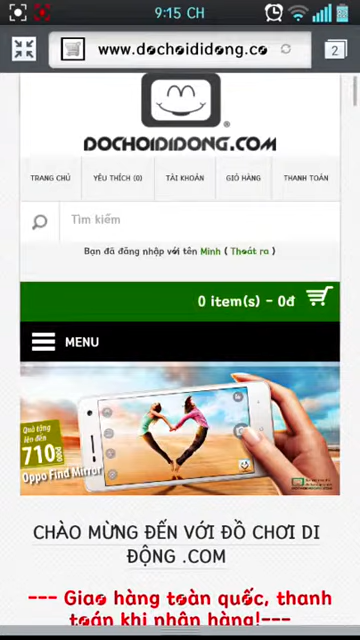 9:15 CH
www.dochoididong.co
2
DOCHOIDIDONG.COM
®
TRANG CHỦ
YÊU THÍCH (0)
TÀI KHOẢN
GIỎ HÀNG
THANH TOÁN
Tìm kiếm
Bạn đã đăng nhập với tên Minh ( Thoát ra )
0 item(s) - 0đ
MENU
Quà tặng
lên đến
710
Oppo Find Mirror
CHÀO MỪNG ĐẾN VỚI ĐỒ CHƠI DI
ĐỘNG .COM
--- Giao hàng toàn quốc, thanh
toán khi nhận hàng!---